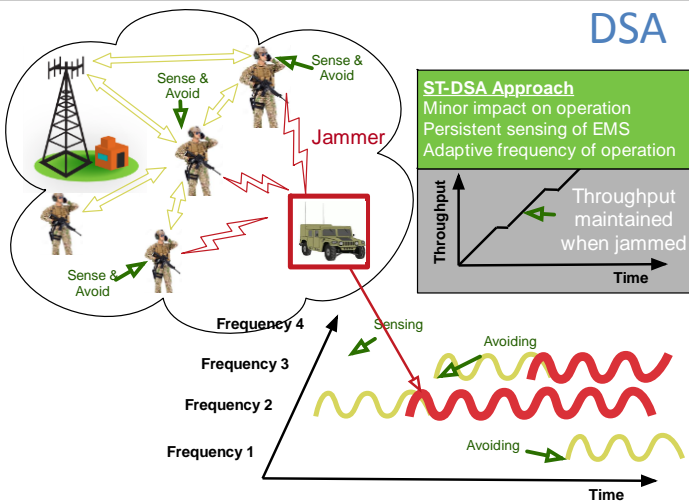 DSA
Sense &
Avoid
Sense &
Avoid
Jammer
Sense &
Avoid
ST-DSA Approach
Minor impact on operation
Persistent sensing of EMS
Adaptive frequency of operation
Throughput
Throughput
maintained
when jammed
Time
Frequency 4
Sensing
Frequency 3
Avoiding
Frequency 2
Frequency 1
Avoiding
Time